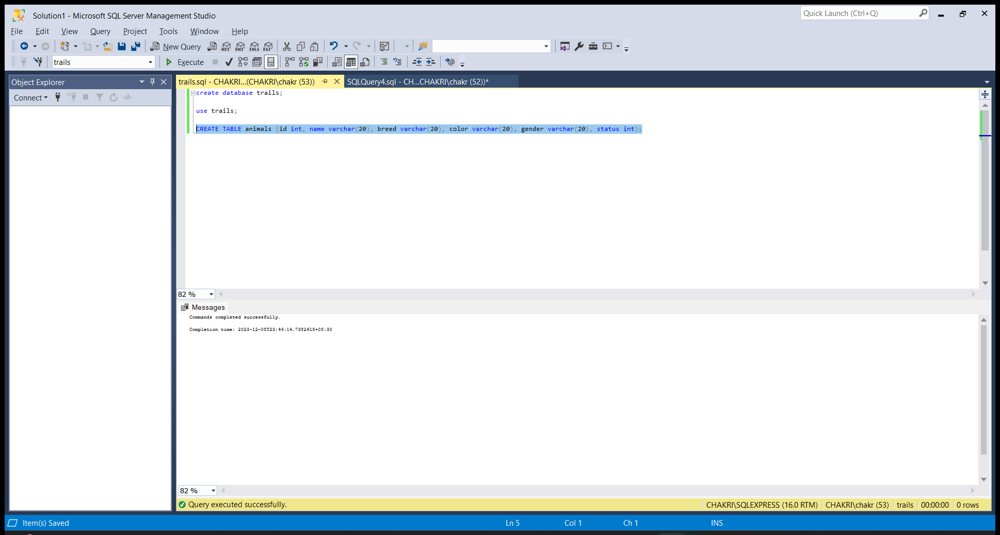 Solution1 - Microsoft SQL Server Management Studio
Quick Launch (Ctrl+Q)
File Edit View Query Project Tools Window Help
New Query MDX DMX XMLA DAX
trails Execute
Object Explorer
Connect
trails.sql - CHAKRI...(CHAKRI\chakr (53)) SQLQuery4.sql - CH...CHAKRI\chakr (52))*
create database trails;
use trails;
CREATE TABLE animals (id int, name varchar(20), breed varchar(20), color varchar(20), gender varchar(20), status int);
82 %
Messages
Commands completed successfully.
Completion time: 2023-12-05T23:44:14.7382615+05:30
82 %
Query executed successfully. CHAKRI\SQLEXPRESS (16.0 RTM) CHAKRI\chakr (53) trails 00:00:00 0 rows
Item(s) Saved Ln 5 Col 1 Ch 1 INS